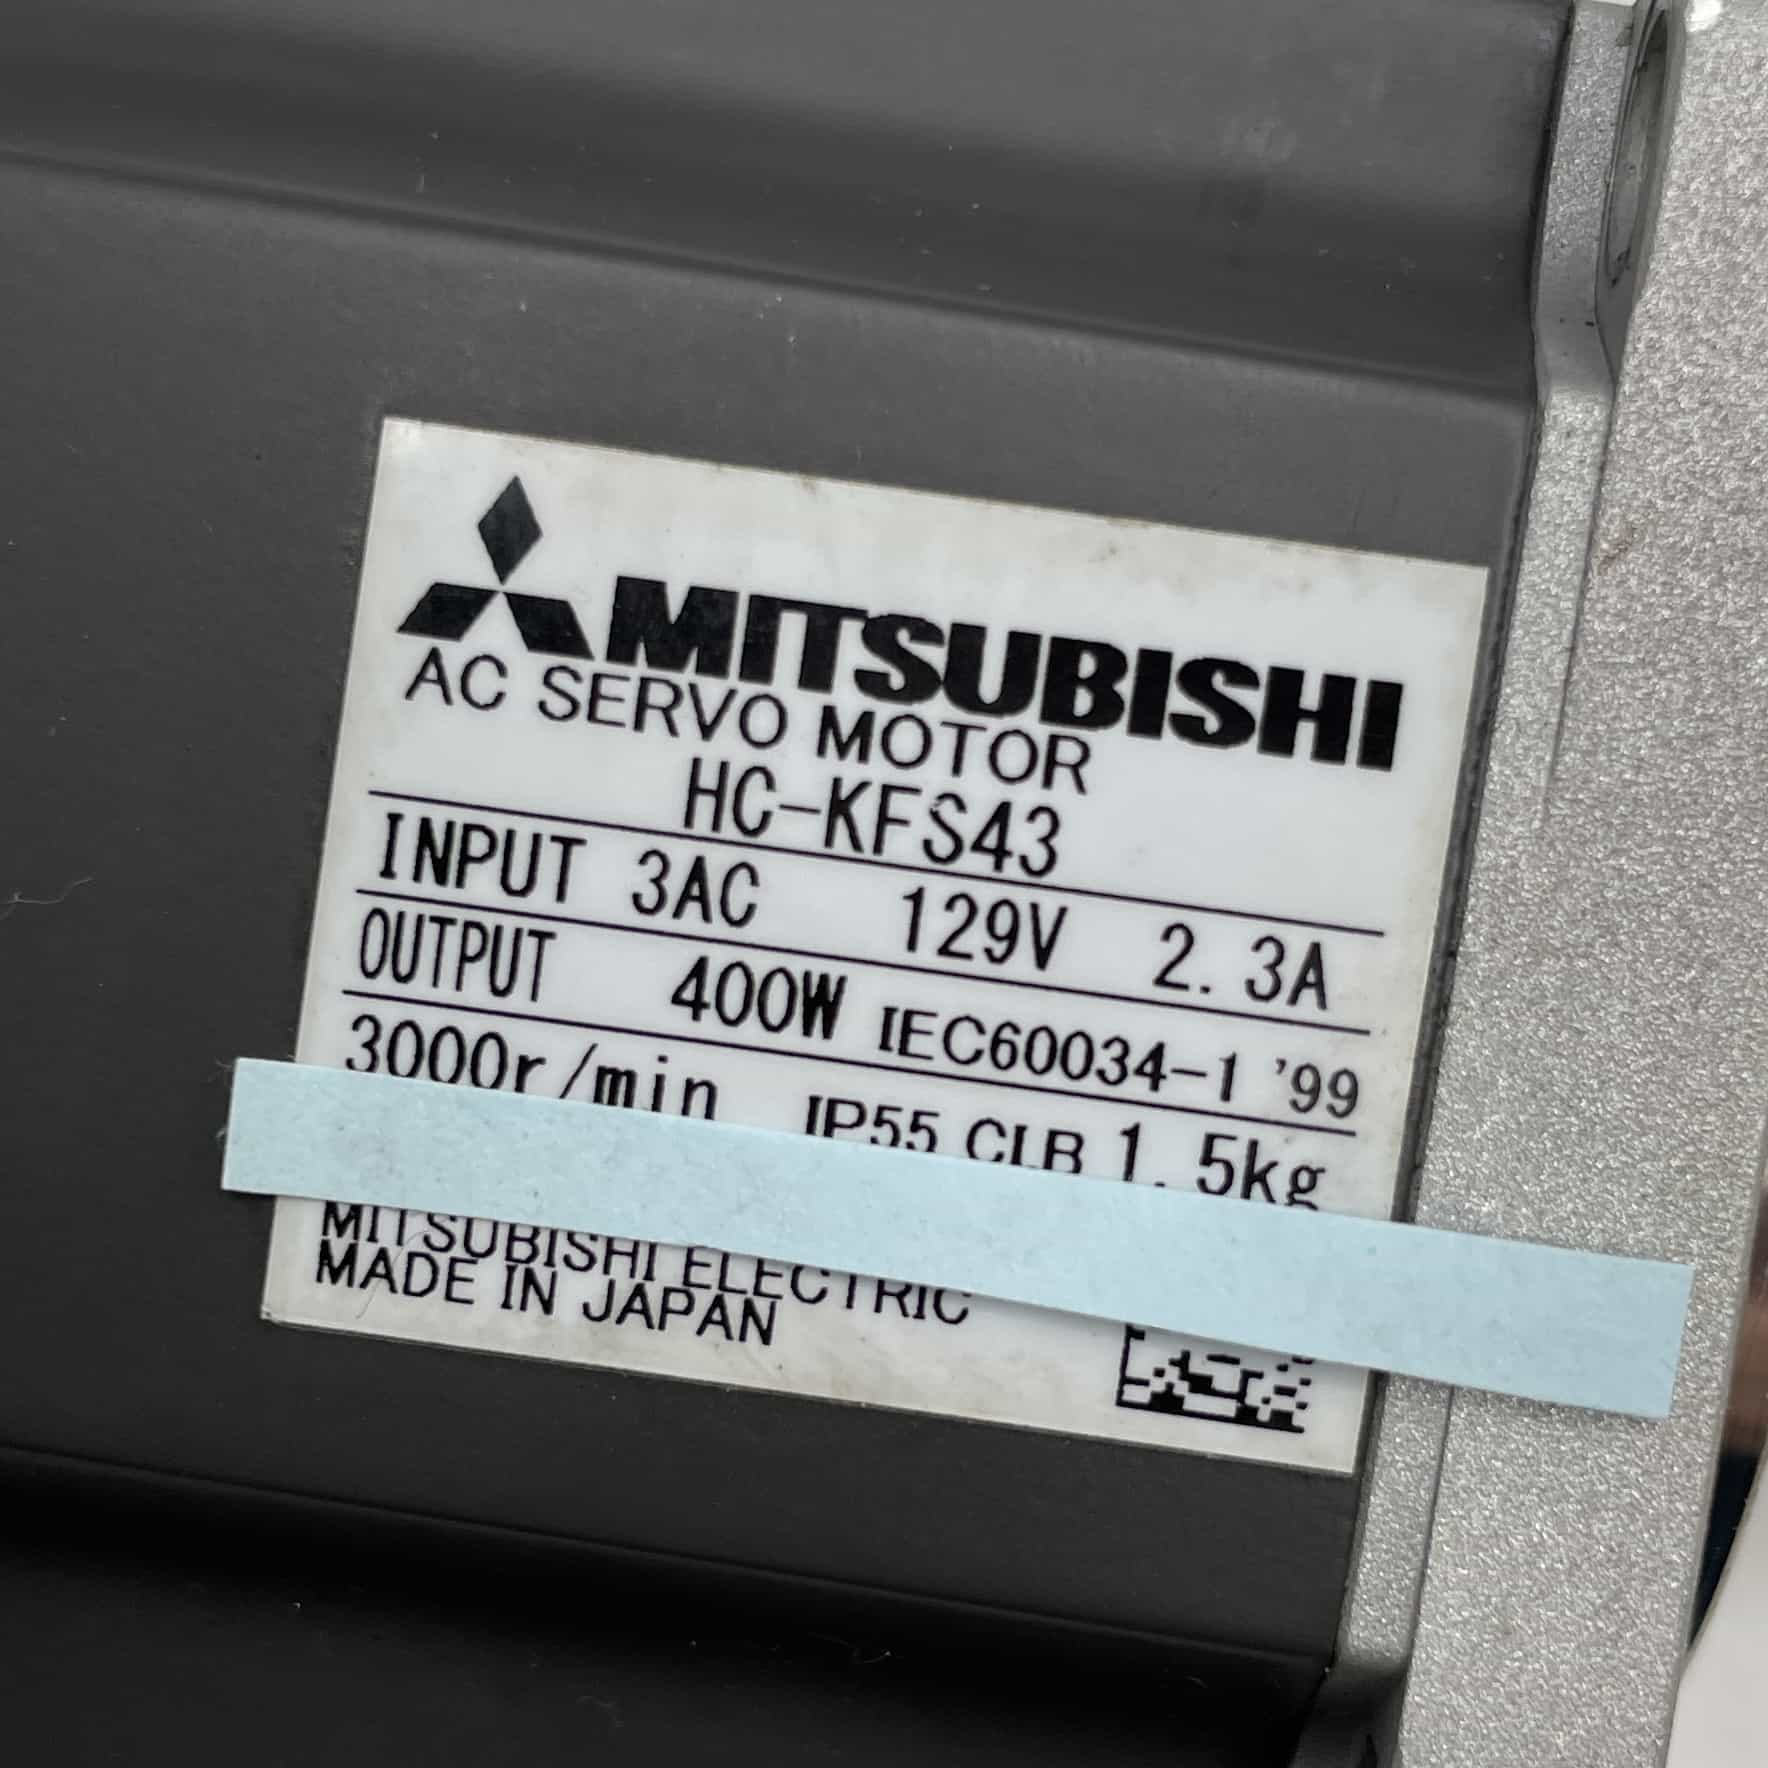 MITSUBISHI
AC SERVO MOTOR
HC-KFS43
INPUT 3AC 129V 2.3A
OUTPUT 400W IEC60034-1 '99
3000r/min IP55 CLB 1.5kg
MITSUBISHI ELECTRIC
MADE IN JAPAN